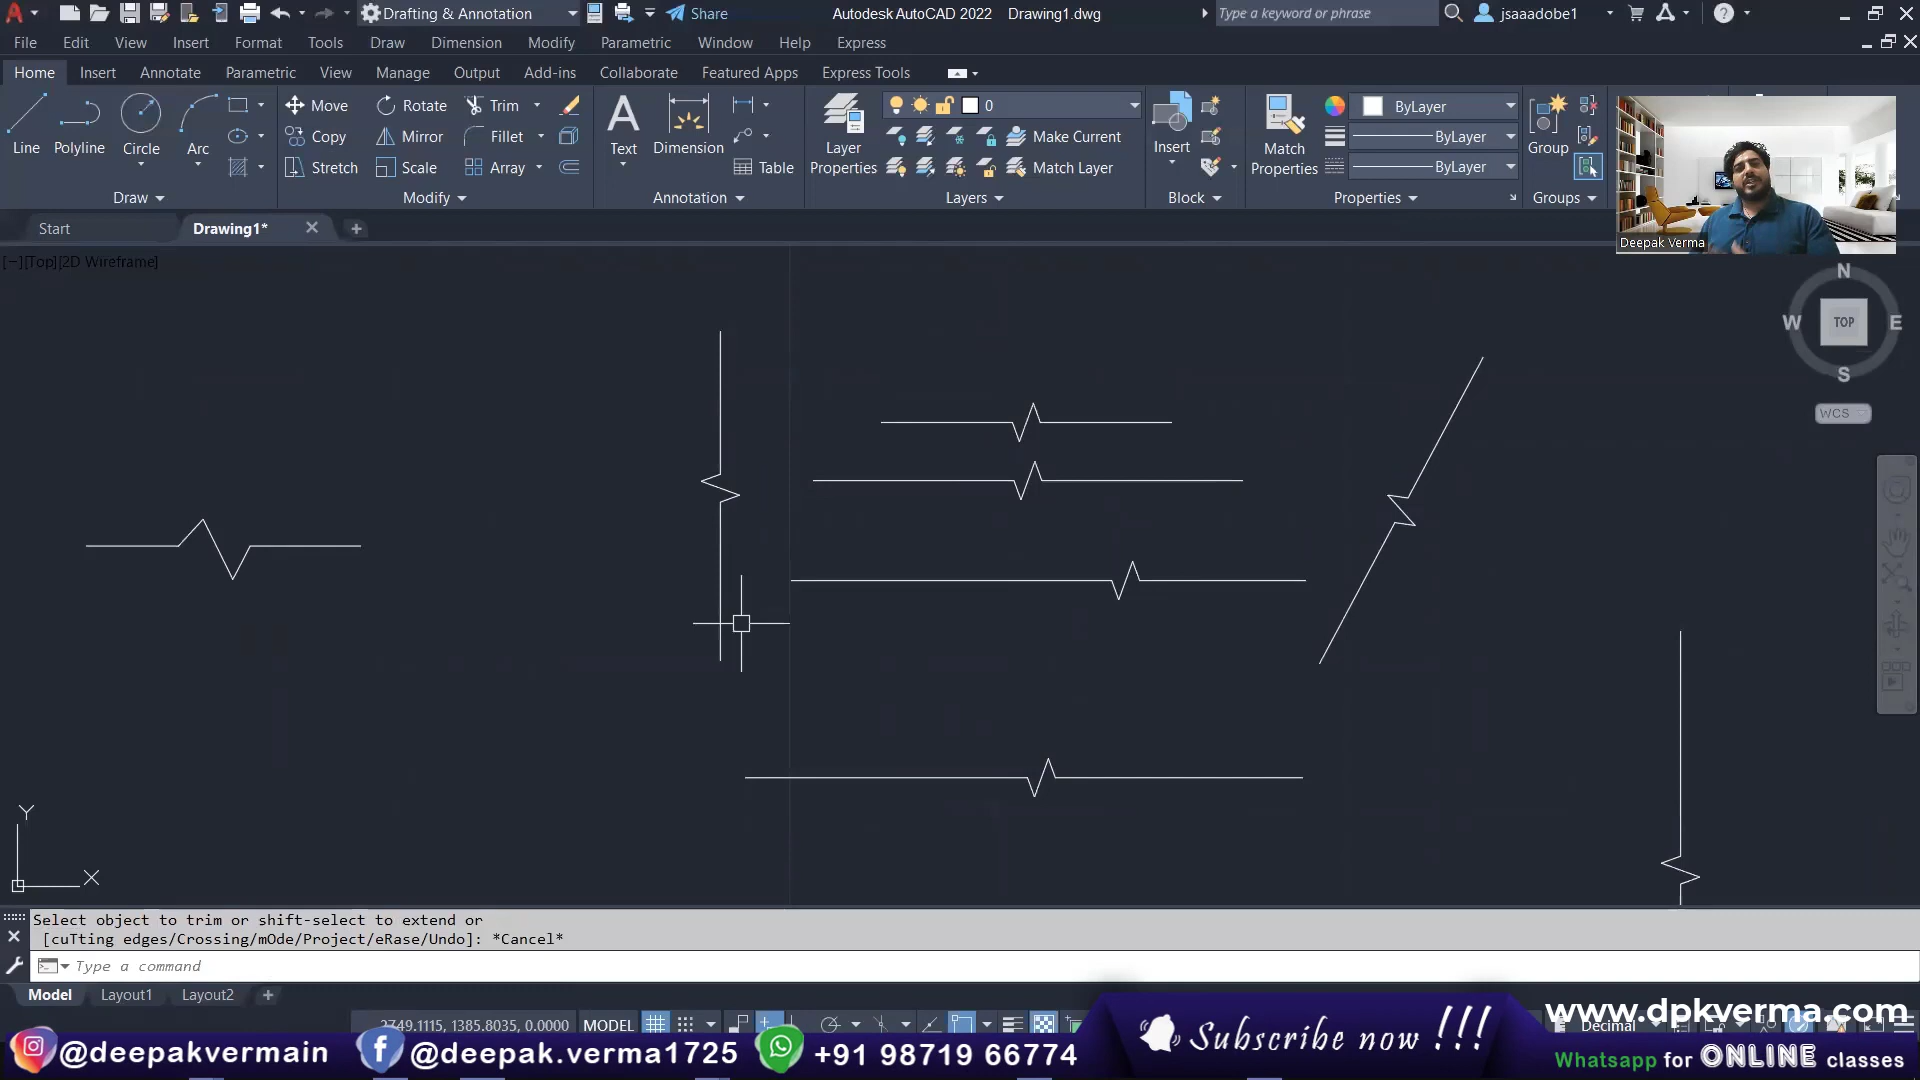 Drafting & Annotation Share Autodesk AutoCAD 2022 Drawing1.dwg Type a keyword or phrase jsaaadobe1
File Edit View Insert Format Tools Draw Dimension Modify Parametric Window Help Express
Home Insert Annotate Parametric View Manage Output Add-ins Collaborate Featured Apps Express Tools
Line Polyline Circle Arc
Move Rotate Trim
Copy Mirror Fillet
Stretch Scale Array
Text Dimension Table
Layer Properties
0
Make Current
Match Layer
Insert
Match Properties
ByLayer
ByLayer
ByLayer
Group
Draw Modify Annotation Layers Block Properties Groups
Deepak Verma
Start Drawing1*
[−][Top][2D Wireframe]
N
W TOP E
S
WCS
Y
X
Select object to trim or shift-select to extend or
[cuTting edges/Crossing/mOde/Project/eRase/Undo]: *Cancel*
Type a command
Model Layout1 Layout2
2749.1115, 1385.8035, 0.0000 MODEL Decimal
www.dpkverma.com
@deepakvermain @deepak.verma1725 +91 98719 66774 Subscribe now !!!
Whatsapp for ONLINE classes